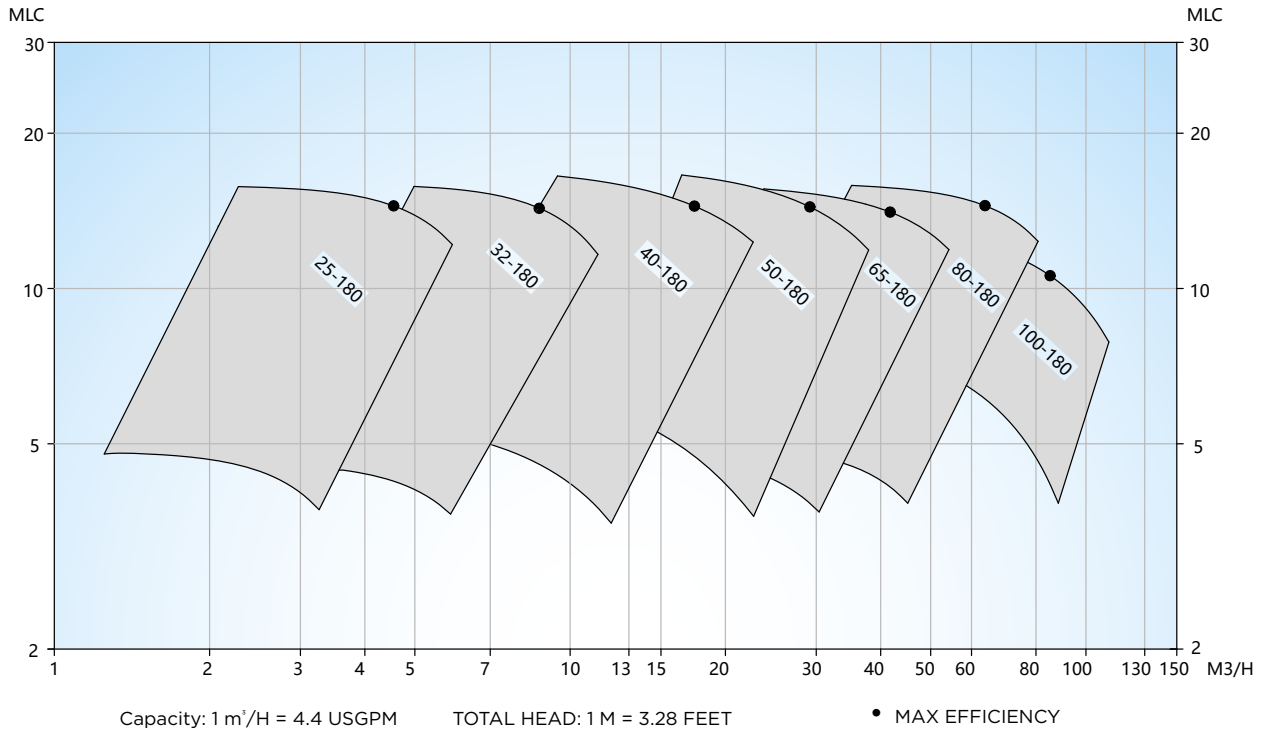 MLC MLC
30 30
20 20
25-180 32-180 40-180 50-180 65-180 80-180 100-180
10 10
5 5
2 2
1 2 3 4 5 7 10 13 15 20 30 40 50 60 80 100 130 150 M3/H
Capacity: 1 m³/H = 4.4 USGPM TOTAL HEAD: 1 M = 3.28 FEET MAX EFFICIENCY